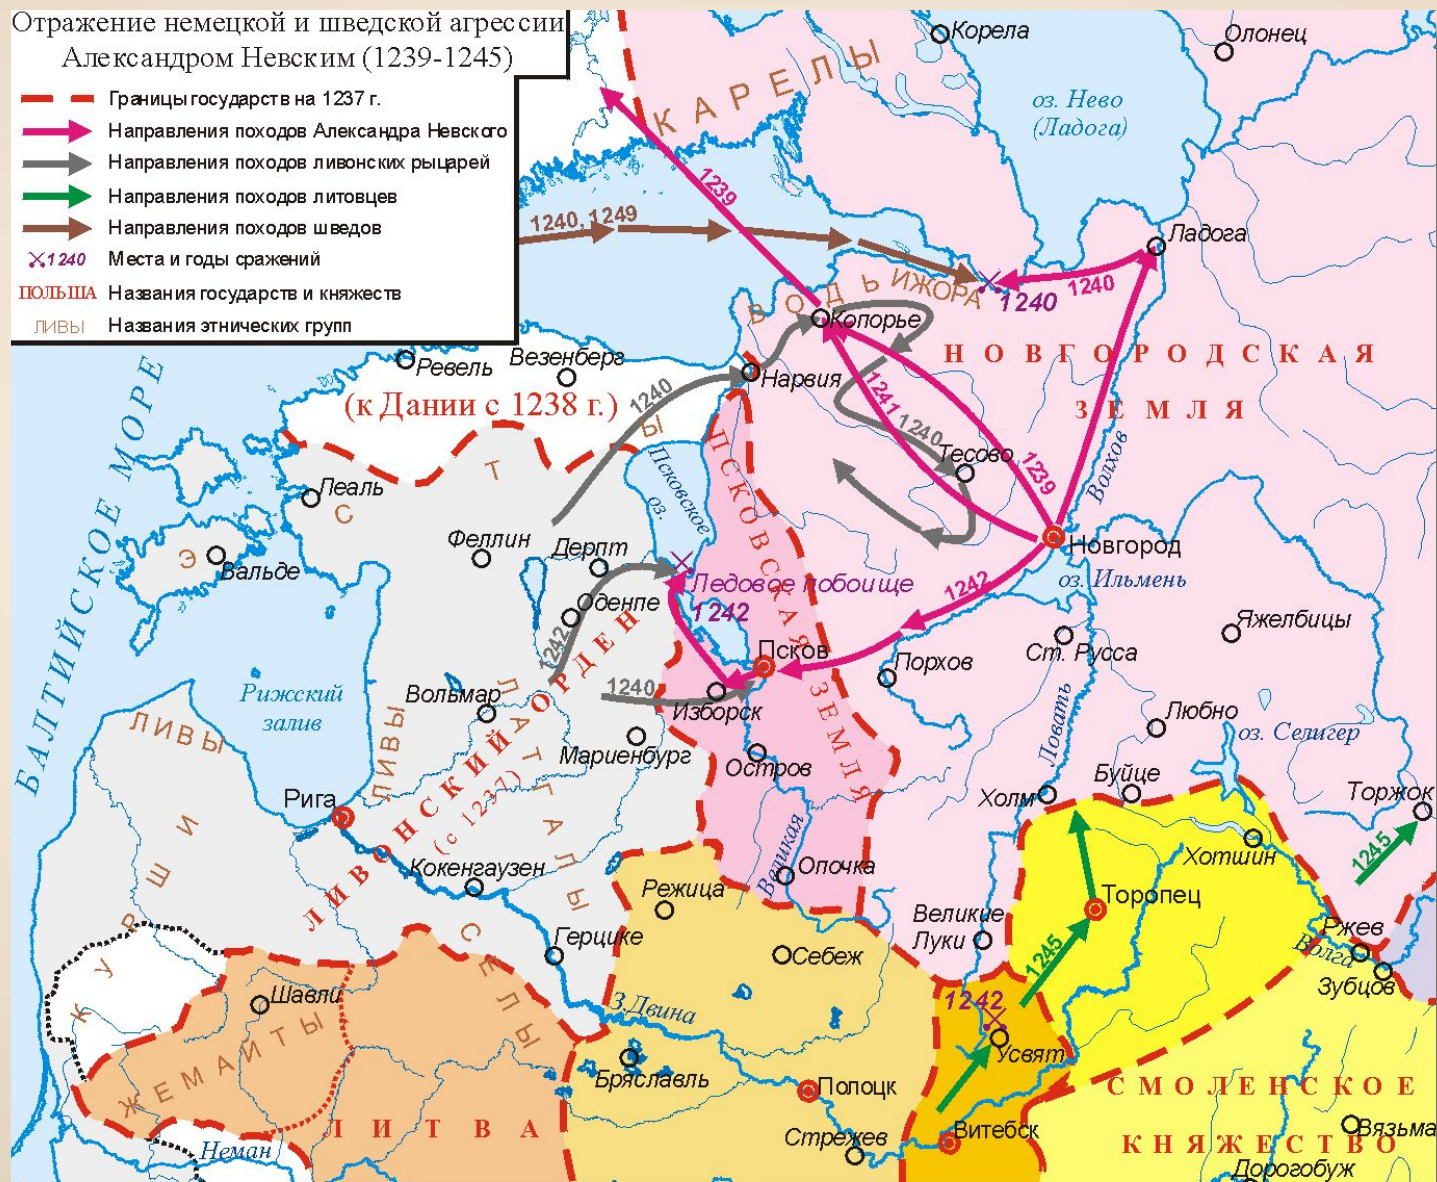 Отражение немецкой и шведской агрессии
Александром Невским (1239-1245)
Границы государств на 1237 г.
Направления походов Александра Невского
Направления походов ливонских рыцарей
Направления походов литовцев
Направления походов шведов
1240 Места и годы сражений
ПОЛЬША Названия государств и княжеств
ЛИВЫ Названия этнических групп
Корела
Олонец
КАРЕЛЫ
оз. Нево
(Ладога)
1239
1240, 1249
Ладога
1240
1240
ВОДЬ
ИЖОРА
Копорье
НОВГОРОДСКАЯ
ЗЕМЛЯ
Ревель
Везенберг
Нарвия
(к Дании с 1238 г.)
1240
1241
1240
1239
Тесово
Волхов
БАЛТИЙСКОЕ МОРЕ
ЭСТЫ
Псковское
оз.
ПСКОВСКАЯ ЗЕМЛЯ
Леаль
Вальде
Феллин
Дерпт
Оденпе
Ледовое побоище
1242
1242
Новгород
оз. Ильмень
1242
Яжелбицы
Ст. Русса
Порхов
Псков
1240
Изборск
Рижский
залив
Вольмар
ЛИВЫ
ЛИВЫ
ЛАТГАЛЫ
Мариенбург
Остров
Ловать
Любно
оз. Селигер
Буйце
Холм
Торжок
1245
Рига
ЛИВОНСКИЙ ОРДЕН
(с 1237)
Кокенгаузен
Великая
Опочка
Хотшин
КУРШИ
Режица
Великие
Луки
Торопец
1245
Ржев
Волга
Зубцов
Герцике
СЕЛЫ
Себеж
Шавли
ЖЕМАЙТЫ
З.Двина
1242
Усвят
Бряславль
Полоцк
СМОЛЕНСКОЕ
КНЯЖЕСТВО
ЛИТВА
Неман
Стрежев
Витебск
Вязьма
Дорогобуж